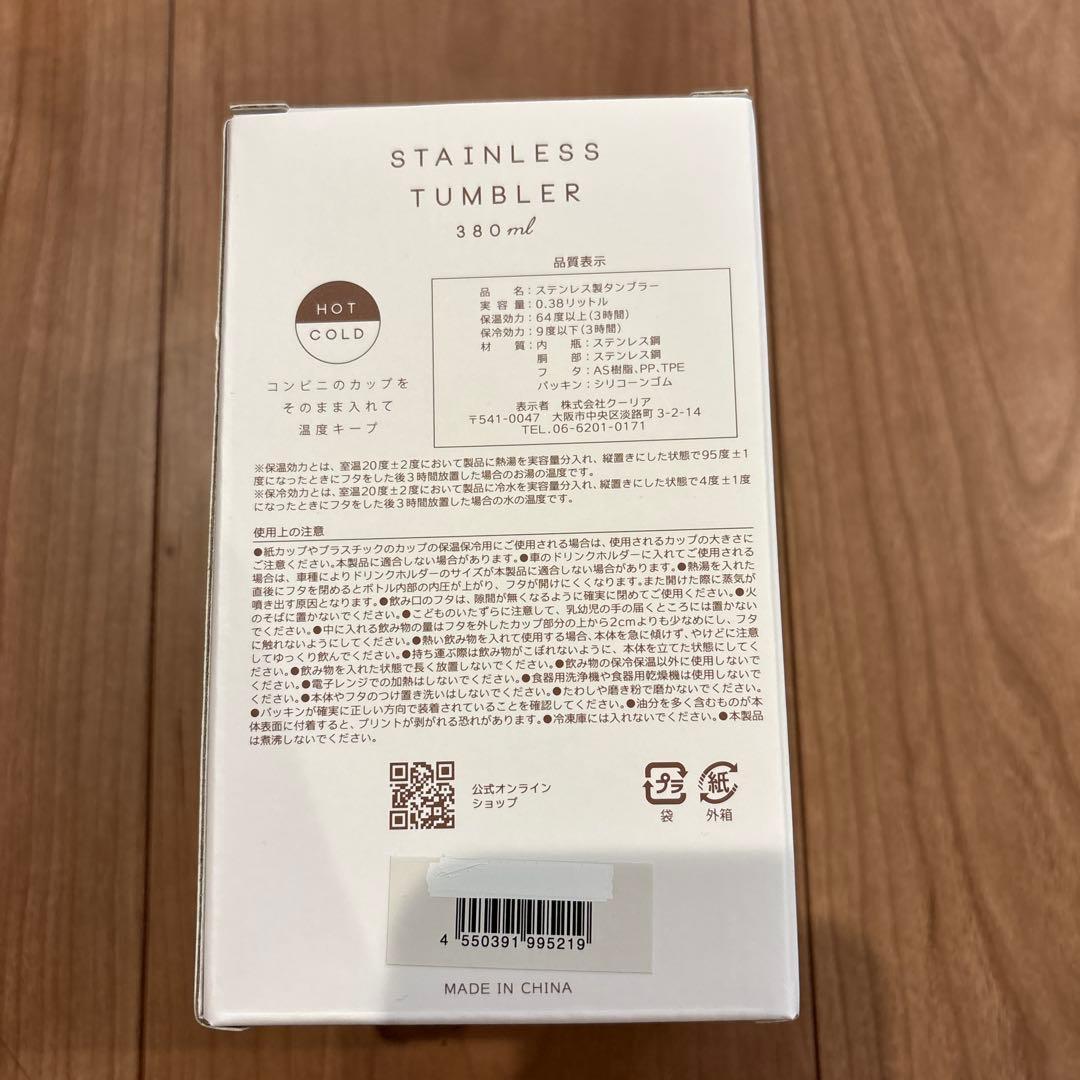 STAINLESS
TUMBLER
380 ml
品質表示
HOT
COLD
コンビニのカップを
そのまま入れて
温度キープ
品　　名：ステンレス製タンブラー
実 容 量：0.38リットル
保温効力：64度以上(3時間)
保冷効力：9度以下(3時間)
材　　質：内　　瓶：ステンレス鋼
胴　　部：ステンレス鋼
フ　　タ：AS樹脂、PP、TPE
パッキン：シリコーンゴム
表示者　株式会社クーリア
〒541-0047　大阪市中央区淡路町3-2-14
TEL.06-6201-0171
※保温効力とは、室温20度±2度において製品に熱湯を実容量分入れ、縦置きにした状態で95度±1
度になったときにフタをした後3時間放置した場合のお湯の温度です。
※保冷効力とは、室温20度±2度において製品に冷水を実容量分入れ、縦置きにした状態で4度±1度
になったときにフタをした後3時間放置した場合の水の温度です。
使用上の注意
●紙カップやプラスチックのカップの保温保冷用にご使用される場合は、使用されるカップの大きさに
ご注意ください。本製品に適合しない場合があります。●車のドリンクホルダーに入れてご使用される
場合は、車種によりドリンクホルダーのサイズが本製品に適合しない場合があります。●熱湯を入れた
直後にフタを閉めるとボトル内部の内圧が上がり、フタが開けにくくなります。また開けた際に蒸気が
噴き出す原因となります。●飲み口のフタは、隙間が無くなるように確実に閉めてご使用ください。●火
のそばに置かないでください。●こどものいたずらに注意して、乳幼児の手の届くところには置かない
でください。●中に入れる飲み物の量はフタを外したカップ部分の上から2cmよりも少なめにし、フタ
に触れないようにしてください。●熱い飲み物を入れて使用する場合、本体を急に傾けず、やけどに注意
してゆっくり飲んでください。●持ち運ぶ際は飲み物がこぼれないように、本体を立てた状態にしてく
ださい。●飲み物を入れた状態で長く放置しないでください。●飲み物の保冷保温以外に使用しないで
ください。●電子レンジでの加熱はしないでください。●食器用洗浄機や食器用乾燥機は使用しないで
ください。●本体やフタのつけ置き洗いはしないでください。●たわしや磨き粉で磨かないでください。
●パッキンが確実に正しい方向で装着されていることを確認してください。●油分を多く含むものが本
体表面に付着すると、プリントが剥がれる恐れがあります。●冷凍庫には入れないでください。●本製品
は煮沸しないでください。
公式オンライン
ショップ
プラ
袋
紙
外箱
4 550391 995219
MADE IN CHINA